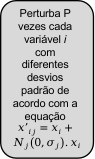 Perturba P
vezes cada
variável i
com
diferentes
desvios
padrão de
acordo com a
equação
x'ᵢⱼ = xᵢ +
Nⱼ(0, σⱼ). xᵢ